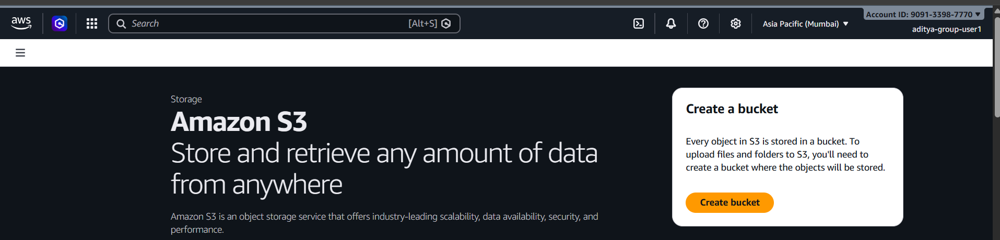 aws
Search
[Alt+S]
Asia Pacific (Mumbai)
Account ID: 9091-3398-7770
aditya-group-user1
Storage
Amazon S3
Store and retrieve any amount of data
from anywhere
Amazon S3 is an object storage service that offers industry-leading scalability, data availability, security, and
performance.
Create a bucket
Every object in S3 is stored in a bucket. To
upload files and folders to S3, you'll need to
create a bucket where the objects will be stored.
Create bucket